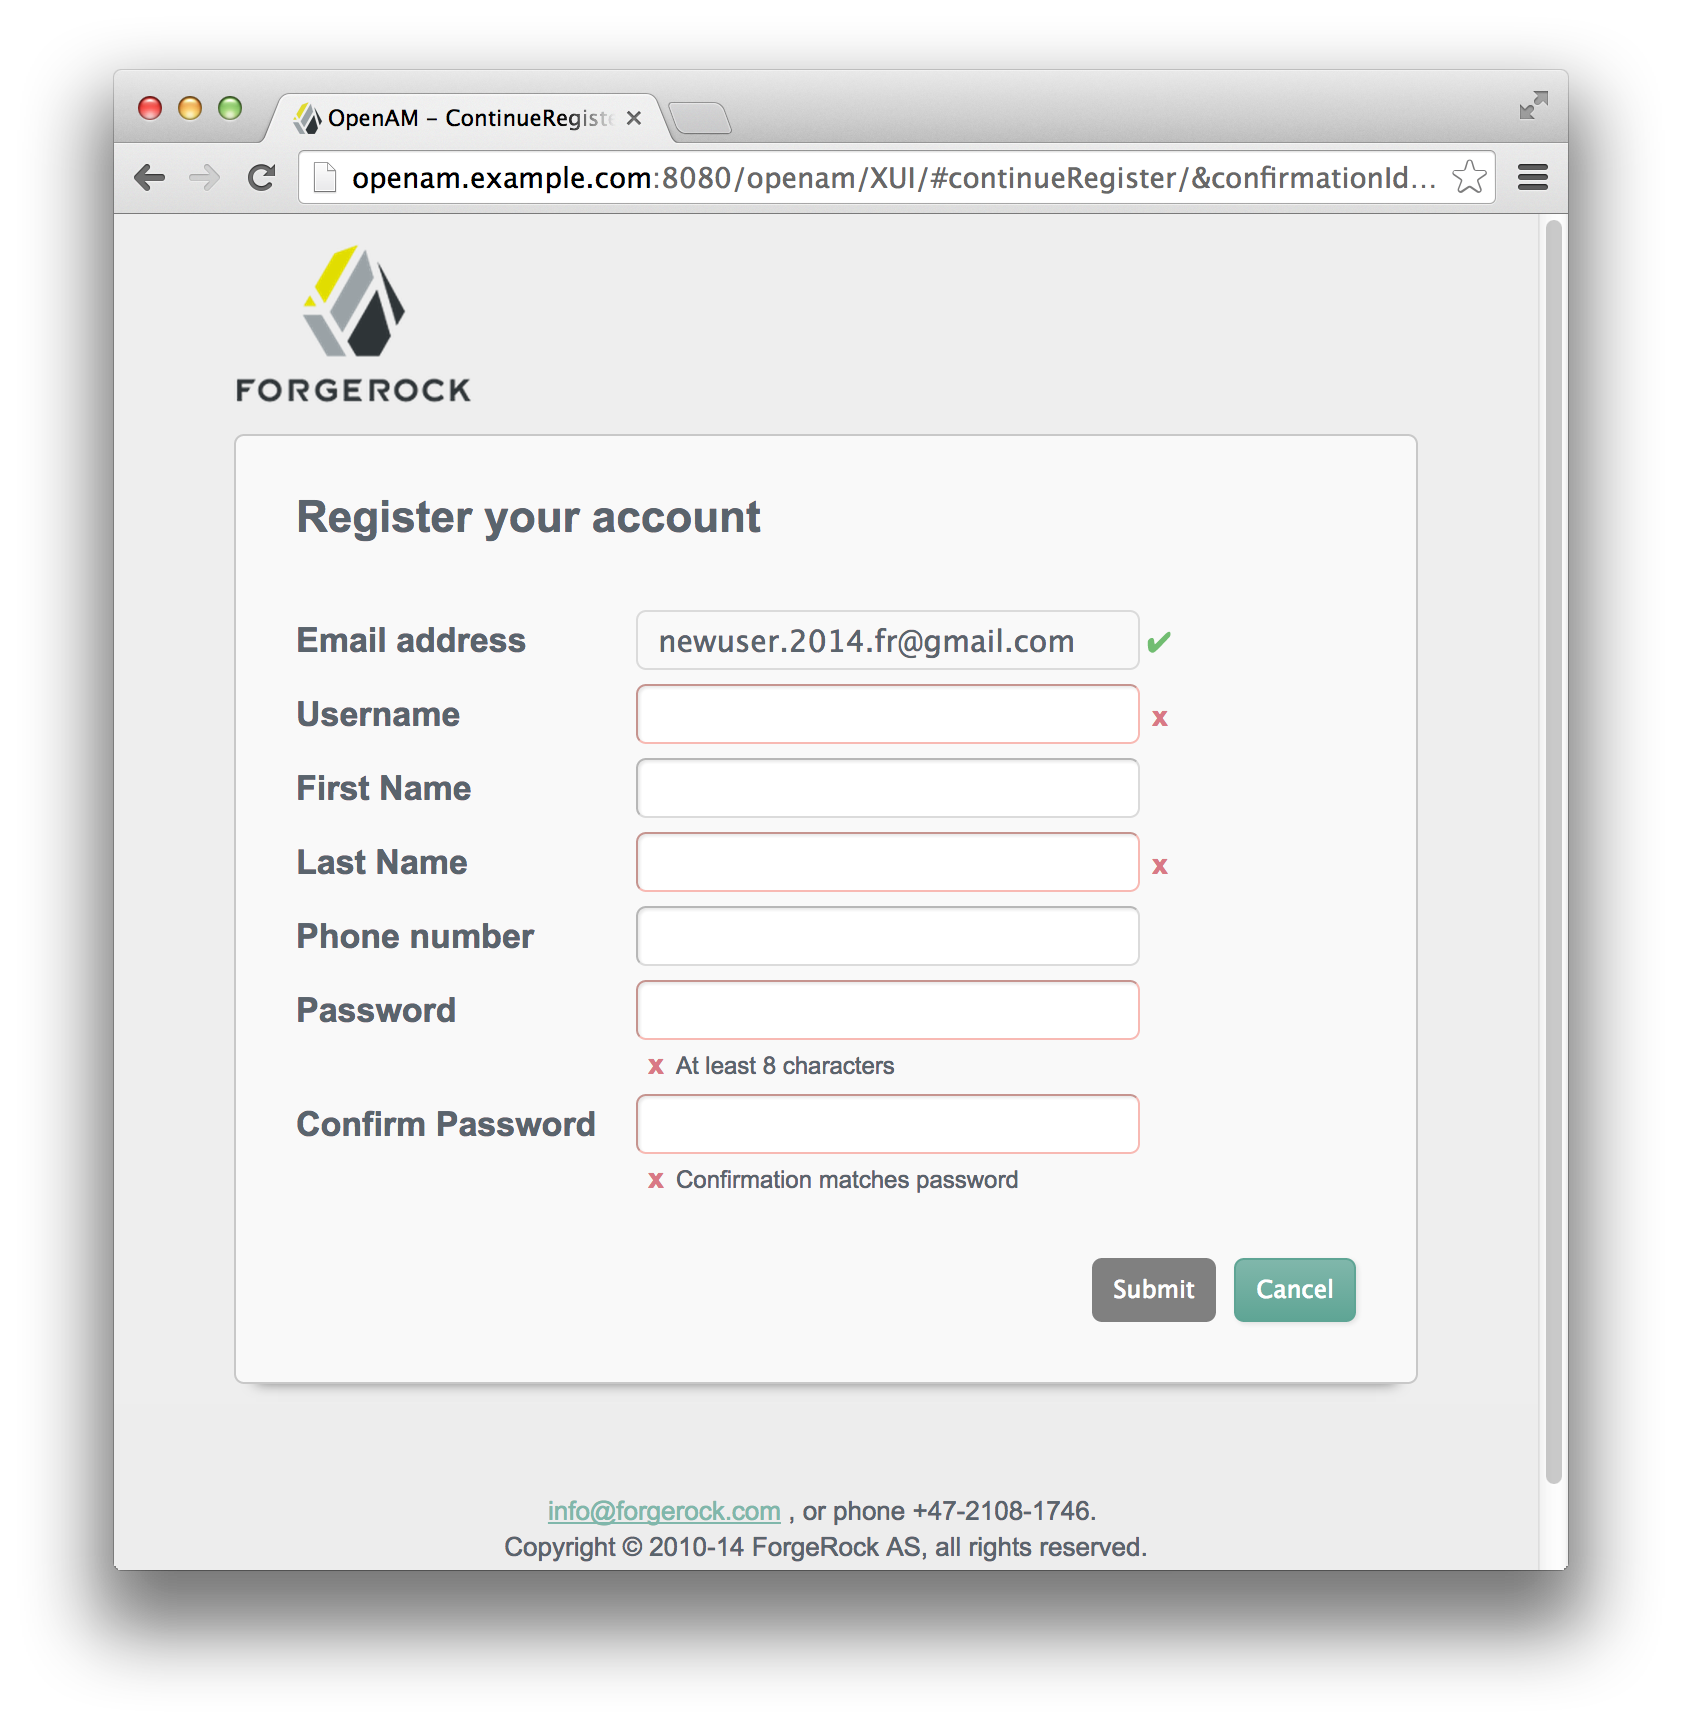 OpenAM – ContinueRegiste
openam.example.com:8080/openam/XUI/#continueRegister/&confirmationId...
FORGEROCK
Register your account
Email address newuser.2014.fr@gmail.com
Username x
First Name
Last Name x
Phone number
Password
x At least 8 characters
Confirm Password
x Confirmation matches password
Submit Cancel
info@forgerock.com , or phone +47-2108-1746.
Copyright © 2010-14 ForgeRock AS, all rights reserved.